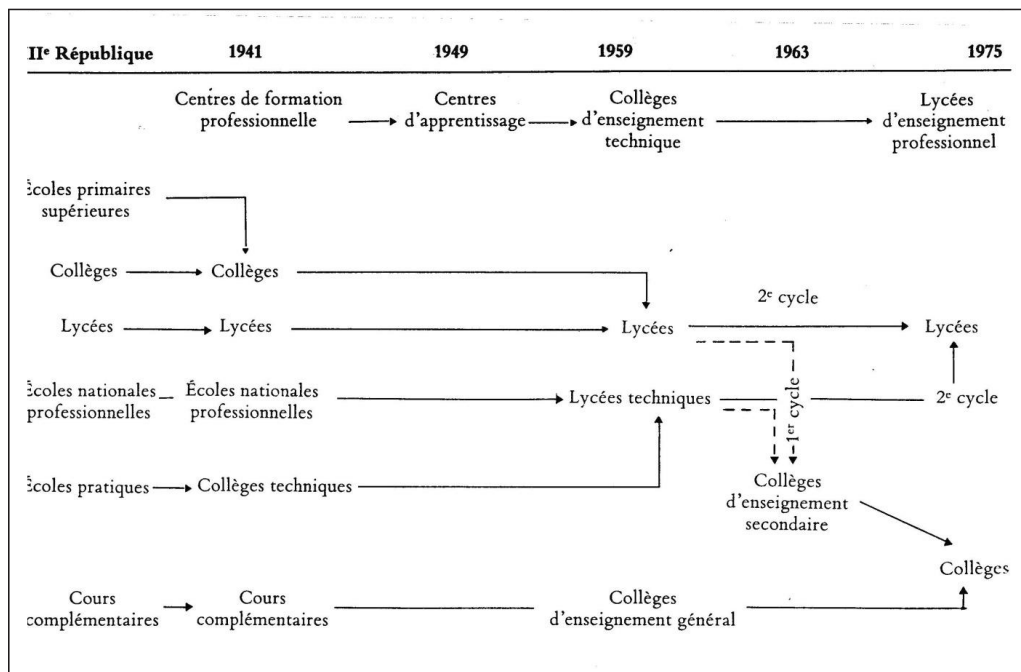 IIe République 1941 1949 1959 1963 1975
Centres de formation
professionnelle
Centres
d'apprentissage
Collèges
d'enseignement
technique
Lycées
d'enseignement
professionnel
Écoles primaires
supérieures
Collèges Collèges
2e cycle
Lycées Lycées Lycées Lycées
Écoles nationales
professionnelles
Écoles nationales
professionnelles
Lycées techniques
1er cycle
2e cycle
Écoles pratiques Collèges techniques
Collèges
d'enseignement
secondaire
Collèges
Cours
complémentaires
Cours
complémentaires
Collèges
d'enseignement général